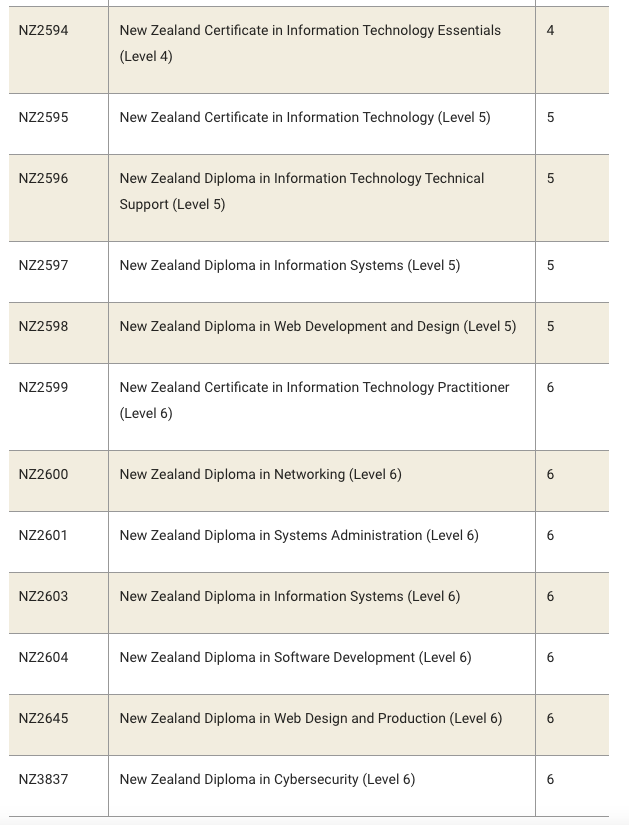 NZ2594 New Zealand Certificate in Information Technology Essentials 4
(Level 4)
NZ2595 New Zealand Certificate in Information Technology (Level 5) 5
NZ2596 New Zealand Diploma in Information Technology Technical 5
Support (Level 5)
NZ2597 New Zealand Diploma in Information Systems (Level 5) 5
NZ2598 New Zealand Diploma in Web Development and Design (Level 5) 5
NZ2599 New Zealand Certificate in Information Technology Practitioner 6
(Level 6)
NZ2600 New Zealand Diploma in Networking (Level 6) 6
NZ2601 New Zealand Diploma in Systems Administration (Level 6) 6
NZ2603 New Zealand Diploma in Information Systems (Level 6) 6
NZ2604 New Zealand Diploma in Software Development (Level 6) 6
NZ2645 New Zealand Diploma in Web Design and Production (Level 6) 6
NZ3837 New Zealand Diploma in Cybersecurity (Level 6) 6